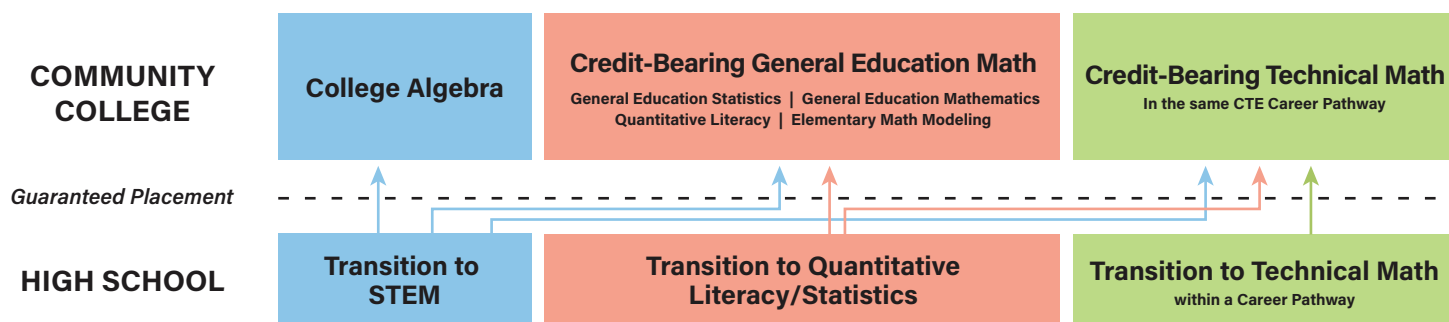 COMMUNITY
COLLEGE
College Algebra
Credit-Bearing General Education Math
General Education Statistics | General Education Mathematics
Quantitative Literacy | Elementary Math Modeling
Credit-Bearing Technical Math
In the same CTE Career Pathway
Guaranteed Placement
HIGH SCHOOL
Transition to
STEM
Transition to Quantitative
Literacy/Statistics
Transition to Technical Math
within a Career Pathway